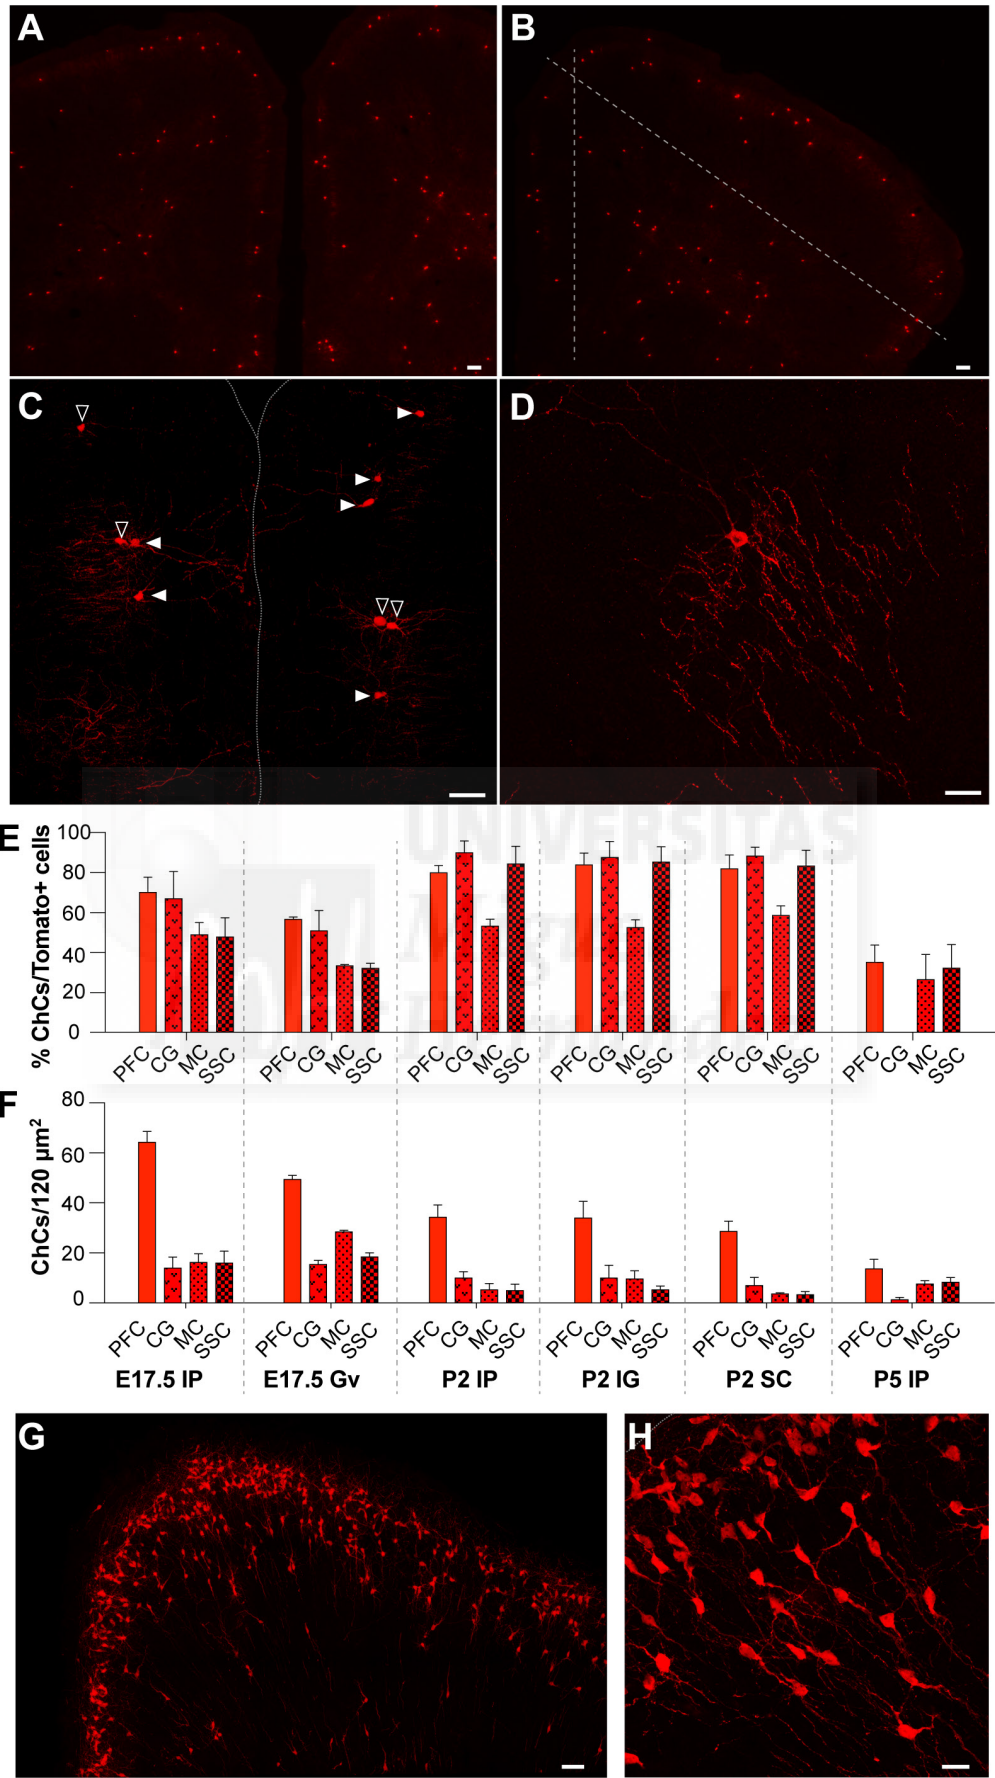 A
B
C
D
UNIVERSITAS
Miguel
Hernández
E
% ChCs/Tomato+ cells
100
80
60
40
20
0
PFC CG MC SSC PFC CG MC SSC PFC CG MC SSC PFC CG MC SSC PFC CG MC SSC PFC CG MC SSC
F
ChCs/120 µm²
80
60
40
20
0
PFC CG MC SSC PFC CG MC SSC PFC CG MC SSC PFC CG MC SSC PFC CG MC SSC PFC CG MC SSC
E17.5 IP E17.5 Gv P2 IP P2 IG P2 SC P5 IP
G
H